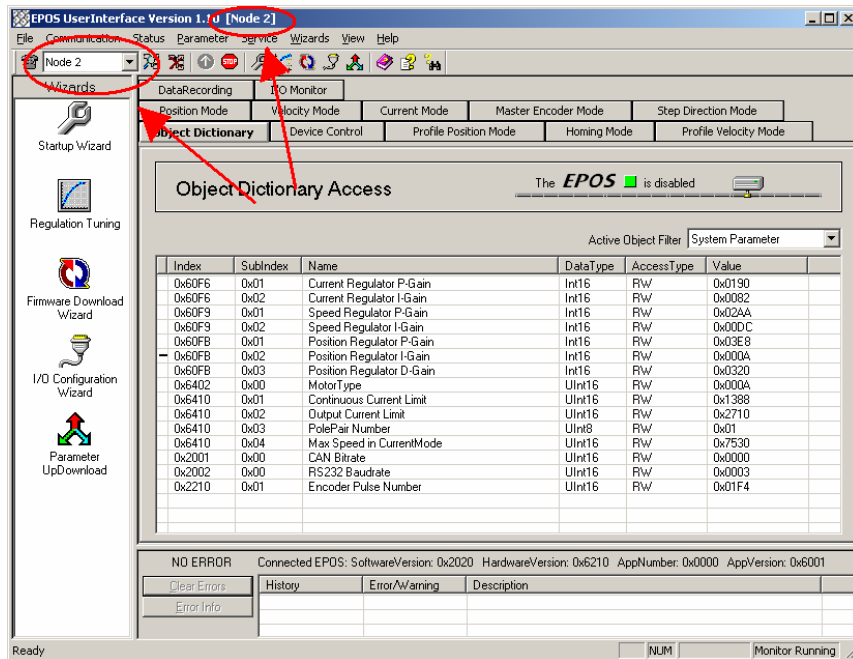 EPOS UserInterface Version 1.10 [Node 2]
File Communication Status Parameter Service Wizards View Help
Node 2
STOP
Wizards
Startup Wizard
Regulation Tuning
Firmware Download
Wizard
I/O Configuration
Wizard
Parameter
UpDownload
DataRecording I/O Monitor
Position Mode Velocity Mode Current Mode Master Encoder Mode Step Direction Mode
Object Dictionary Device Control Profile Position Mode Homing Mode Profile Velocity Mode
Object Dictionary Access
The EPOS is disabled
Active Object Filter System Parameter
Index SubIndex Name DataType AccessType Value
0x60F6 0x01 Current Regulator P-Gain Int16 RW 0x0190
0x60F6 0x02 Current Regulator I-Gain Int16 RW 0x0082
0x60F9 0x01 Speed Regulator P-Gain Int16 RW 0x02AA
0x60F9 0x02 Speed Regulator I-Gain Int16 RW 0x00DC
0x60FB 0x01 Position Regulator P-Gain Int16 RW 0x03E8
0x60FB 0x02 Position Regulator I-Gain Int16 RW 0x000A
0x60FB 0x03 Position Regulator D-Gain Int16 RW 0x0320
0x6402 0x00 MotorType UInt16 RW 0x000A
0x6410 0x01 Continuous Current Limit UInt16 RW 0x1388
0x6410 0x02 Output Current Limit UInt16 RW 0x2710
0x6410 0x03 PolePair Number UInt8 RW 0x01
0x6410 0x04 Max Speed in CurrentMode UInt16 RW 0x7530
0x2001 0x00 CAN Bitrate UInt16 RW 0x0000
0x2002 0x00 RS232 Baudrate UInt16 RW 0x0003
0x2210 0x01 Encoder Pulse Number UInt16 RW 0x01F4
NO ERROR Connected EPOS: SoftwareVersion: 0x2020 HardwareVersion: 0x6210 AppNumber: 0x0000 AppVersion: 0x6001
Clear Errors
Error Info
History Error/Warning Description
Ready NUM Monitor Running